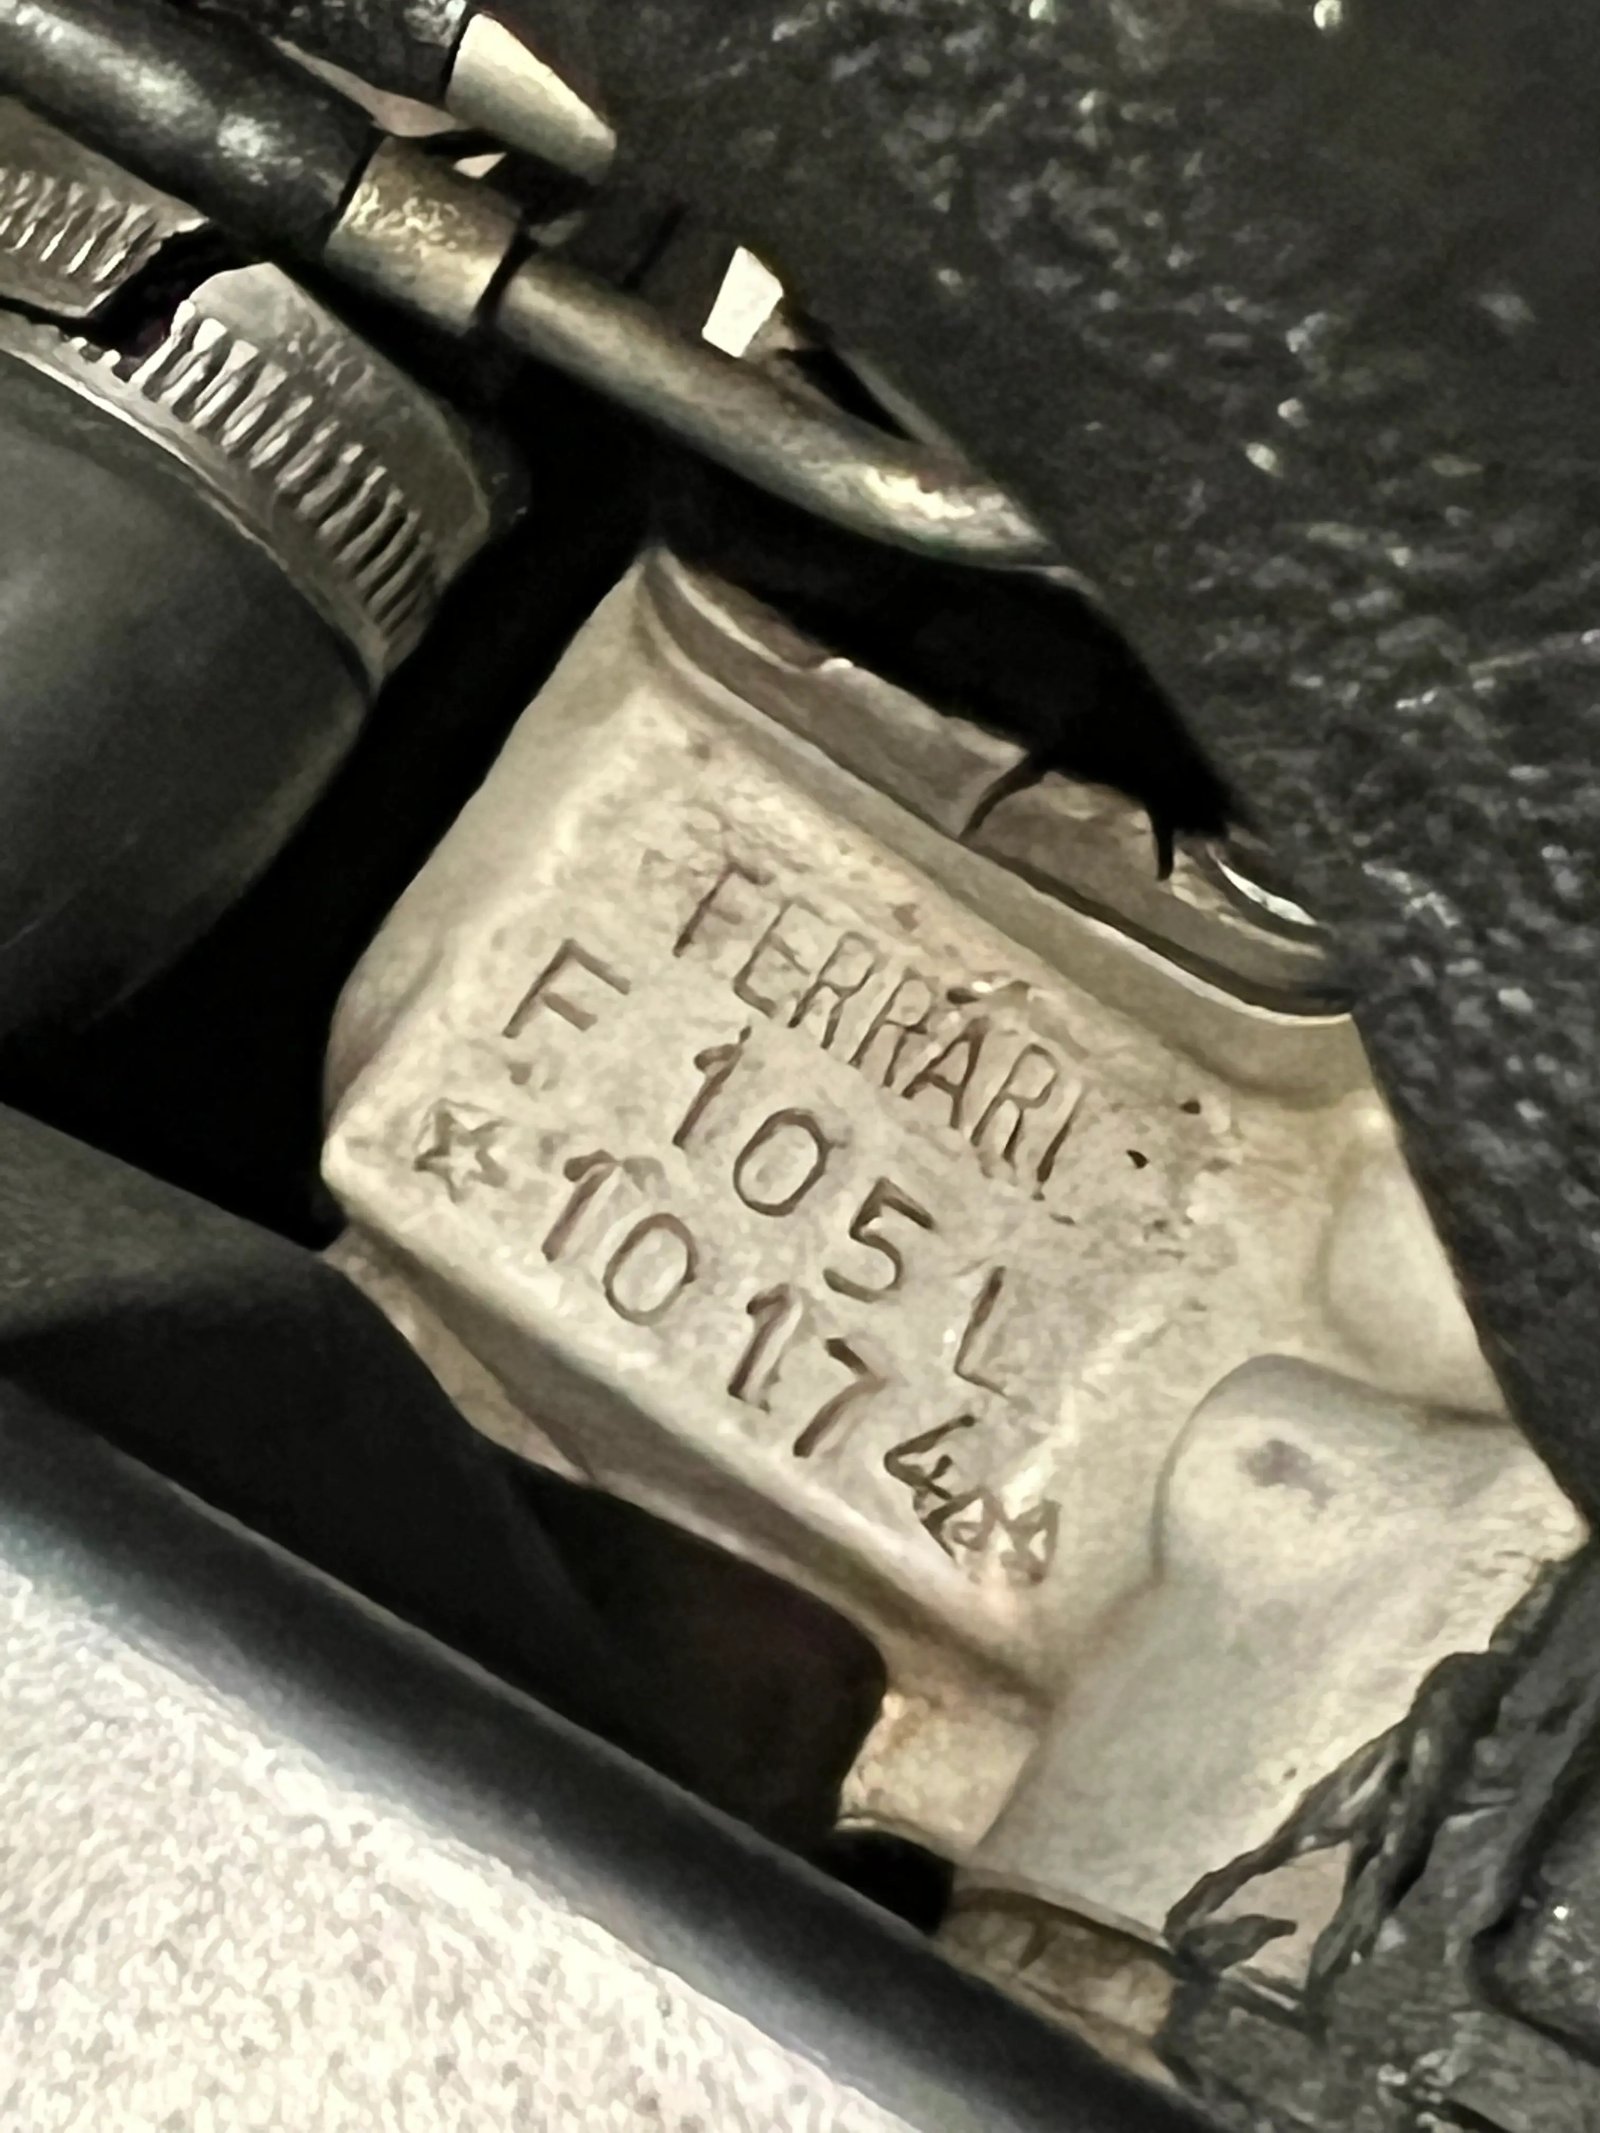 FERRARI
F 105 L
☆ 10174 ☆